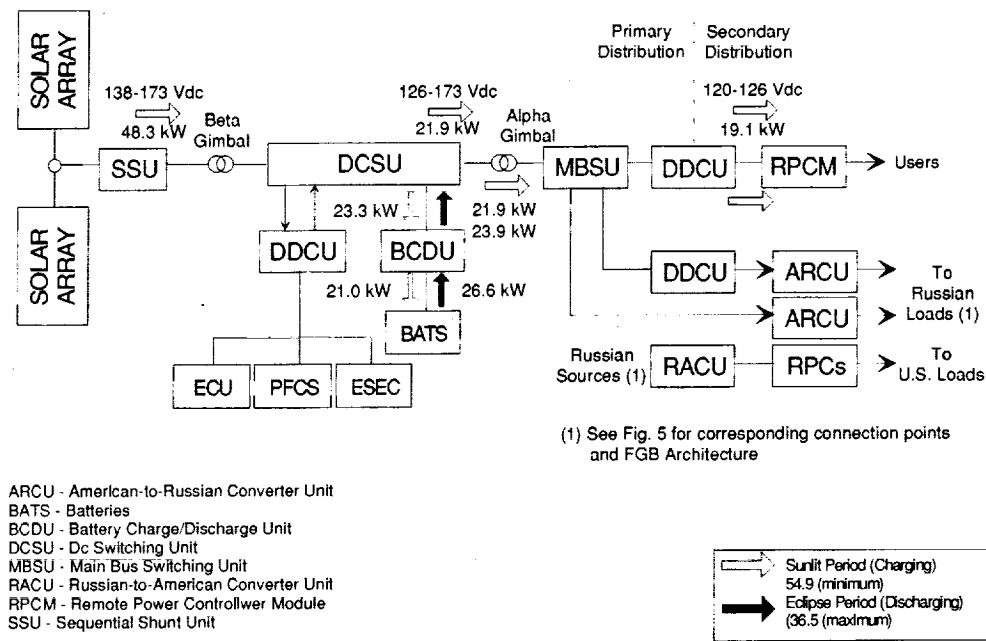 SOLAR ARRAY
SOLAR ARRAY
138-173 Vdc
48.3 kW
SSU
Beta
Gimbal
126-173 Vdc
21.9 kW
DCSU
Alpha
Gimbal
21.9 kW
23.9 kW
23.3 kW
DDCU
BCDU
21.0 kW
26.6 kW
BATS
ECU
PFCS
ESEC
Primary
Distribution
Secondary
Distribution
120-126 Vdc
19.1 kW
MBSU
DDCU
RPCM
Users
DDCU
ARCU
To
Russian
Loads (1)
ARCU
Russian
Sources (1)
RACU
RPCs
To
U.S. Loads
(1) See Fig. 5 for corresponding connection points
and FGB Architecture
ARCU - American-to-Russian Converter Unit
BATS - Batteries
BCDU - Battery Charge/Discharge Unit
DCSU - Dc Switching Unit
MBSU - Main Bus Switching Unit
RACU - Russian-to-American Converter Unit
RPCM - Remote Power Controllwer Module
SSU - Sequential Shunt Unit
Sunlit Period (Charging)
54.9 (minimum)
Eclipse Period (Discharging)
(36.5 (maximum)